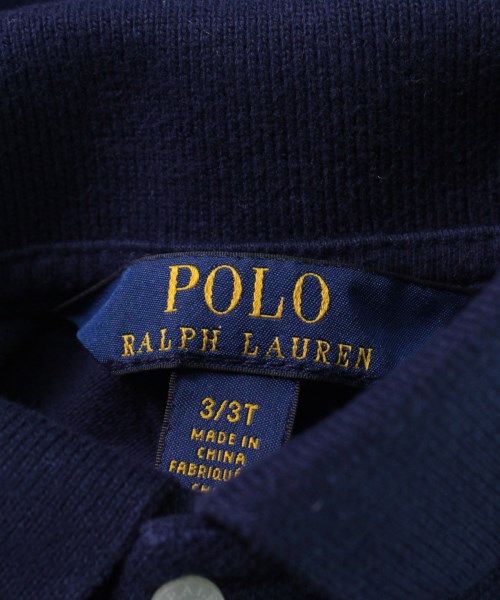 POLO
RALPH LAUREN
3/3T
MADE IN
CHINA
FABRIQUÉ